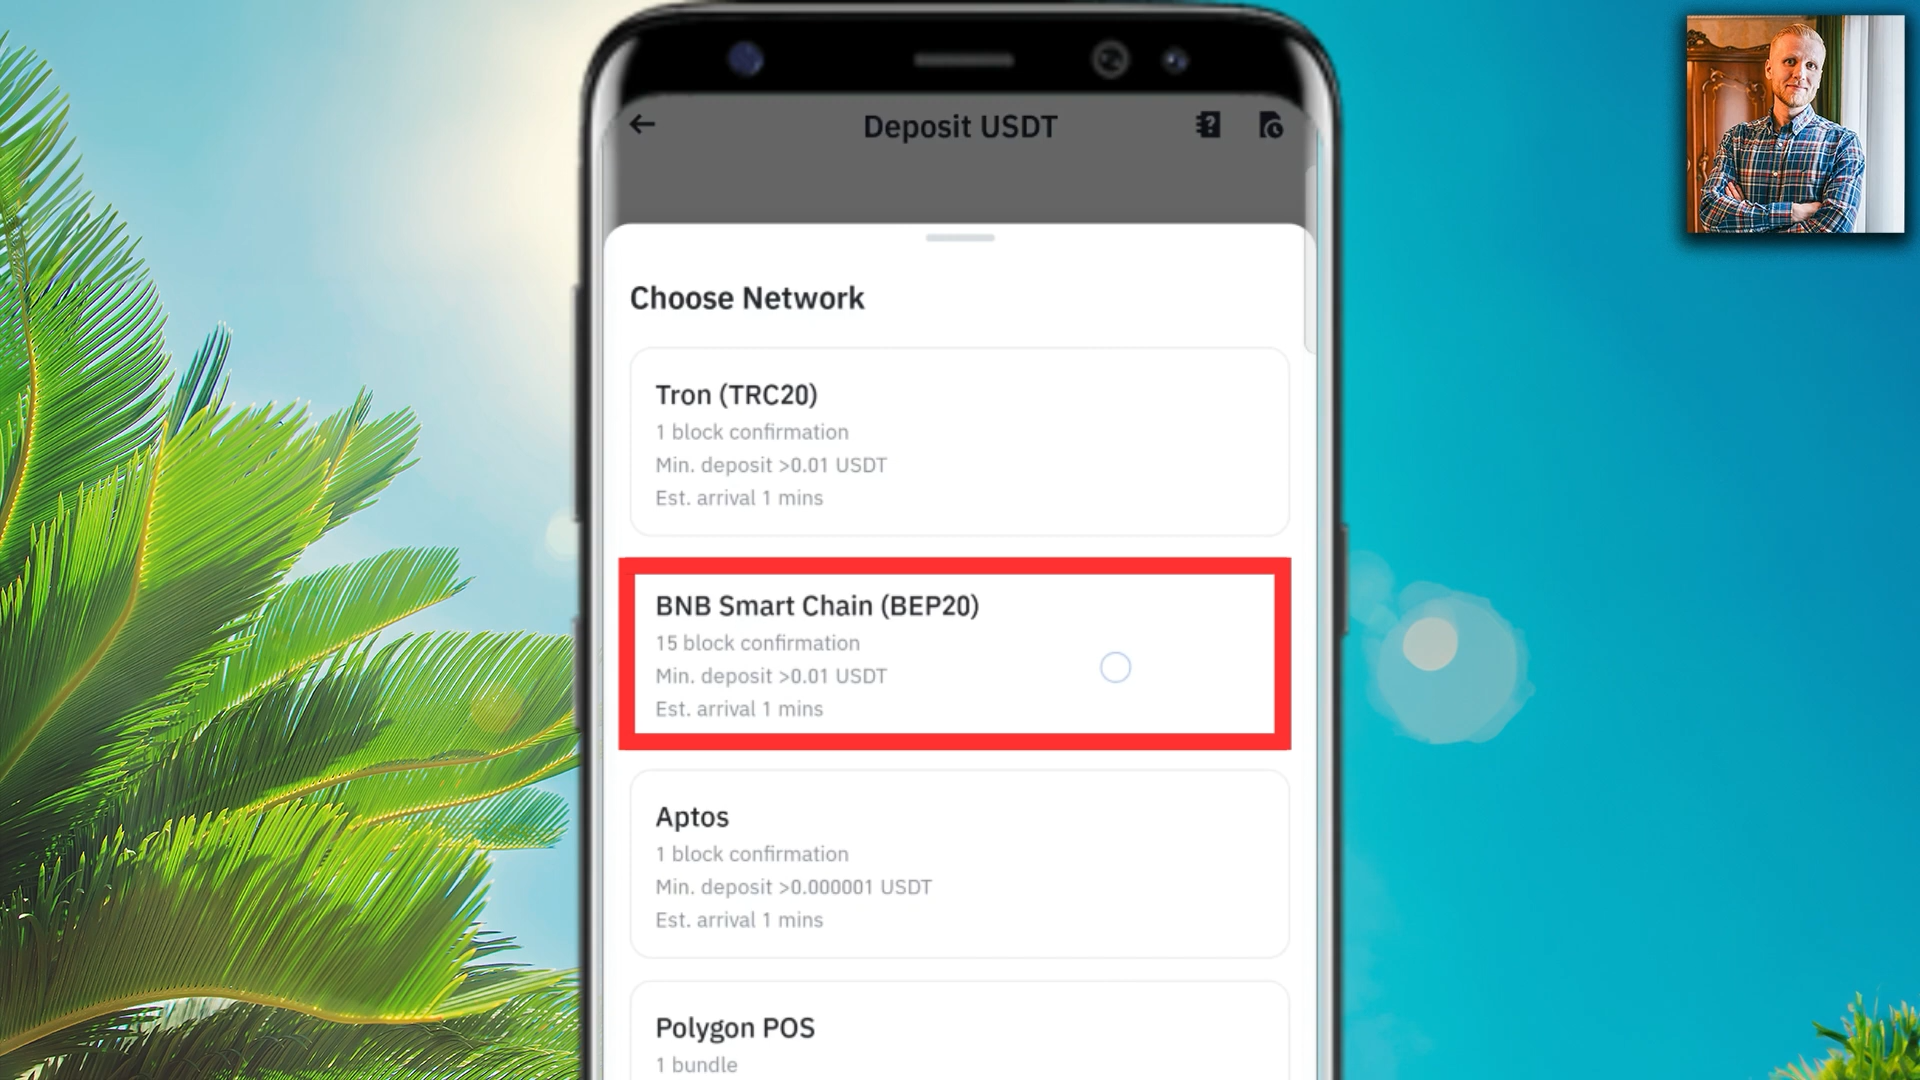 Deposit USDT
Choose Network
Tron (TRC20)
1 block confirmation
Min. deposit >0.01 USDT
Est. arrival 1 mins
BNB Smart Chain (BEP20)
15 block confirmation
Min. deposit >0.01 USDT
Est. arrival 1 mins
Aptos
1 block confirmation
Min. deposit >0.000001 USDT
Est. arrival 1 mins
Polygon POS
1 bundle